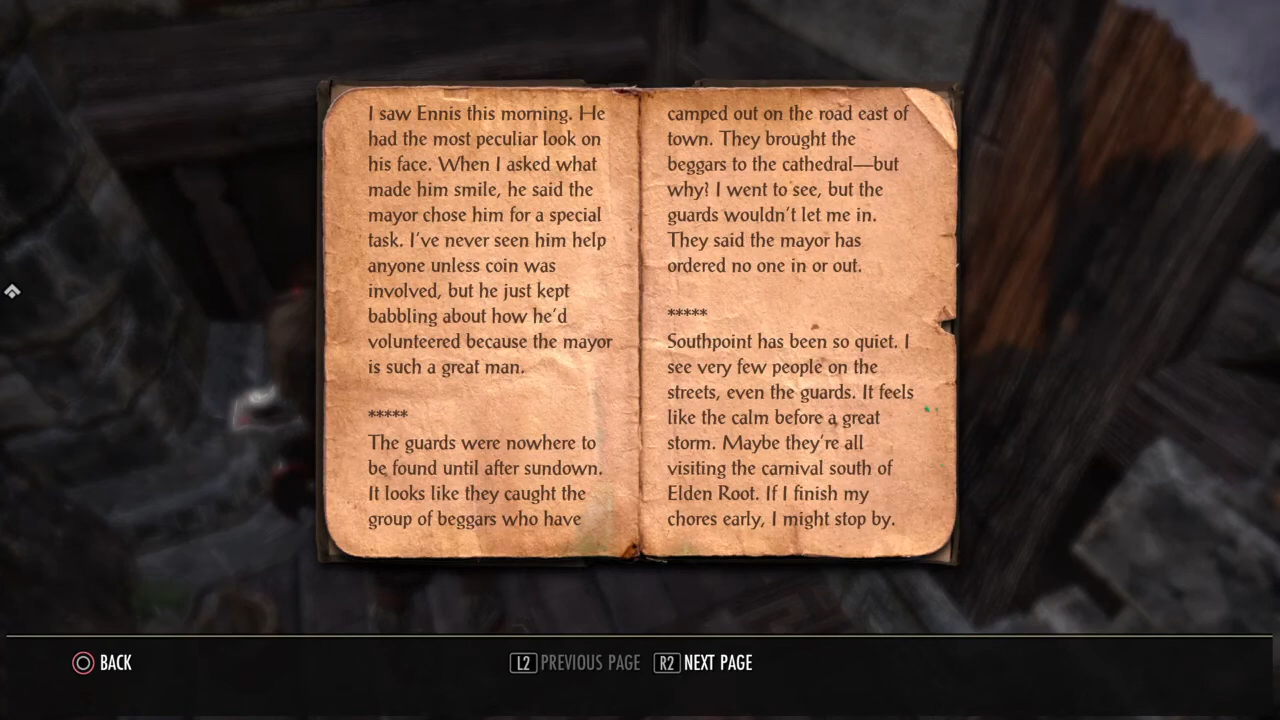 I saw Ennis this morning. He
had the most peculiar look on
his face. When I asked what
made him smile, he said the
mayor chose him for a special
task. I've never seen him help
anyone unless coin was
involved, but he just kept
babbling about how he'd
volunteered because the mayor
is such a great man.
*****
The guards were nowhere to
be found until after sundown.
It looks like they caught the
group of beggars who have
camped out on the road east of
town. They brought the
beggars to the cathedral—but
why? I went to see, but the
guards wouldn't let me in.
They said the mayor has
ordered no one in or out.
*****
Southpoint has been so quiet. I
see very few people on the
streets, even the guards. It feels
like the calm before a great
storm. Maybe they're all
visiting the carnival south of
Elden Root. If I finish my
chores early, I might stop by.
BACK
L2 PREVIOUS PAGE R2 NEXT PAGE